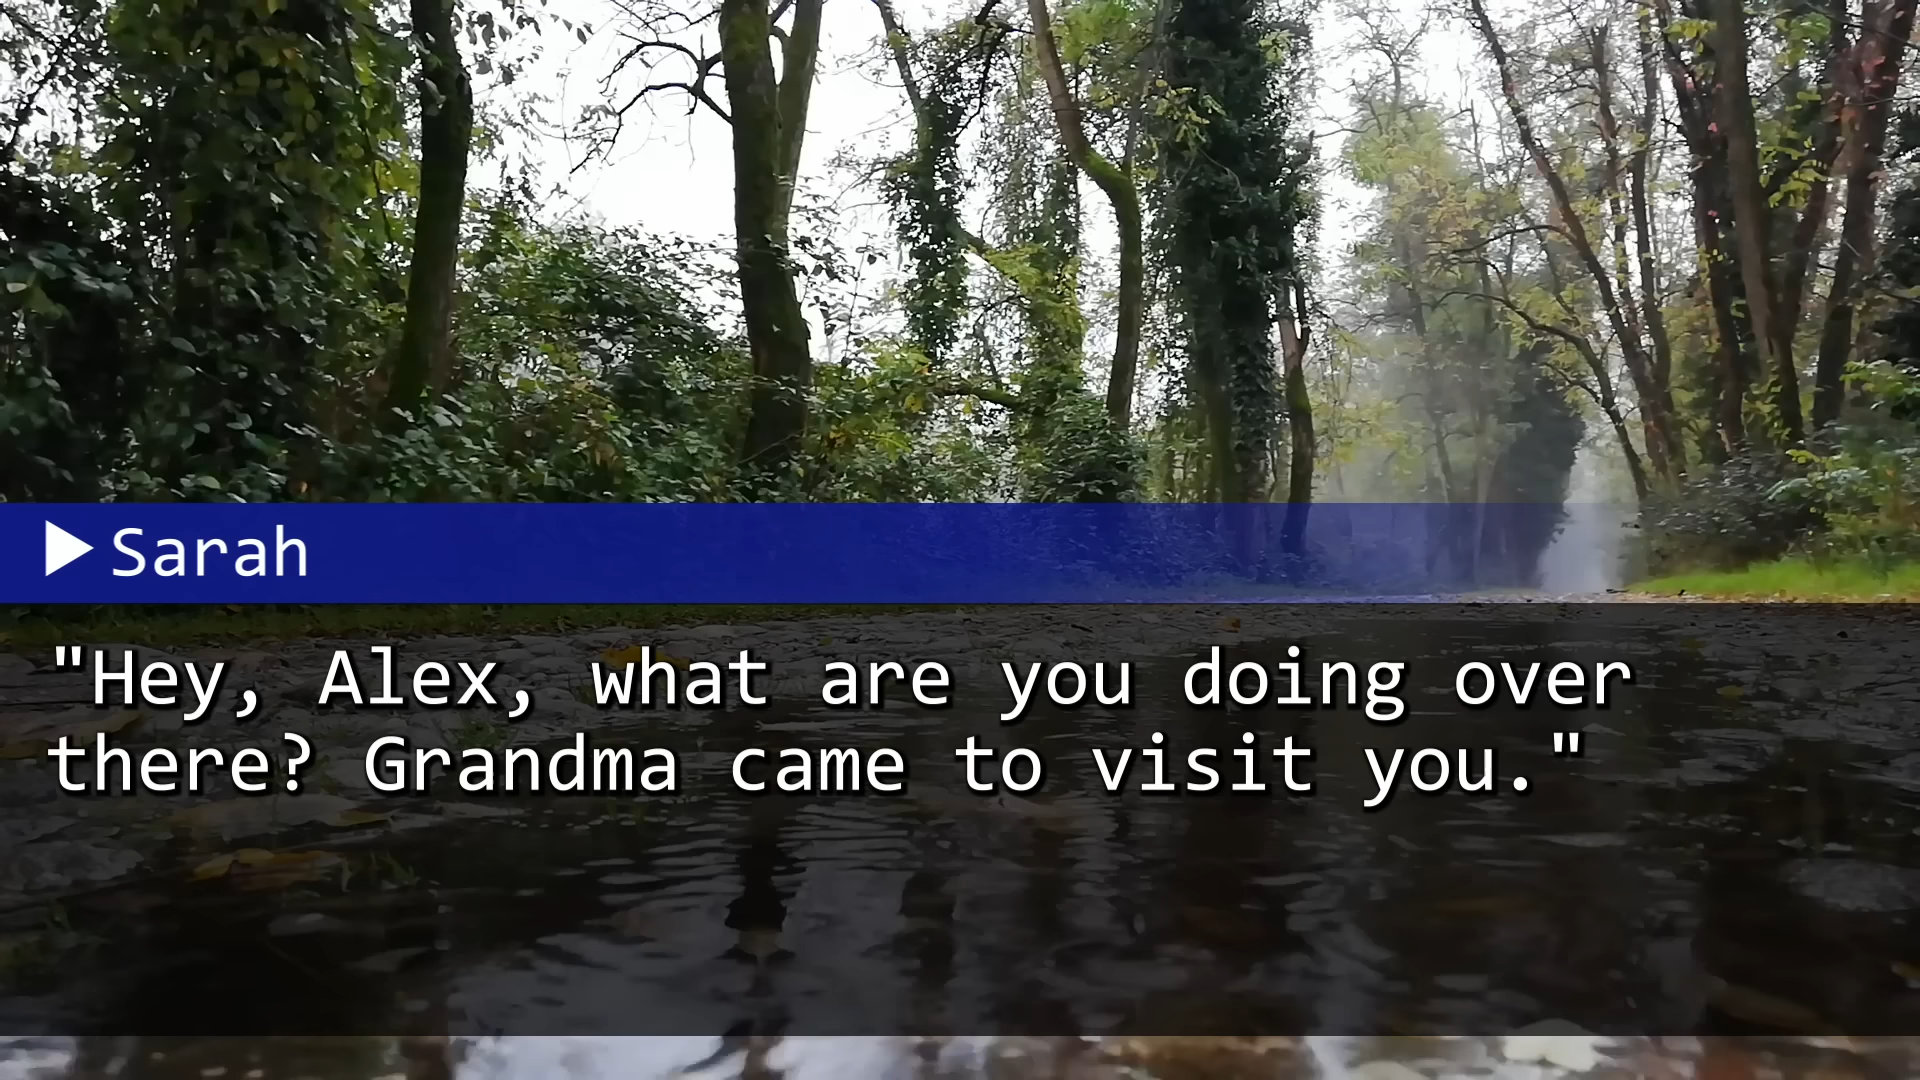 Sarah
"Hey, Alex, what are you doing over
there? Grandma came to visit you."